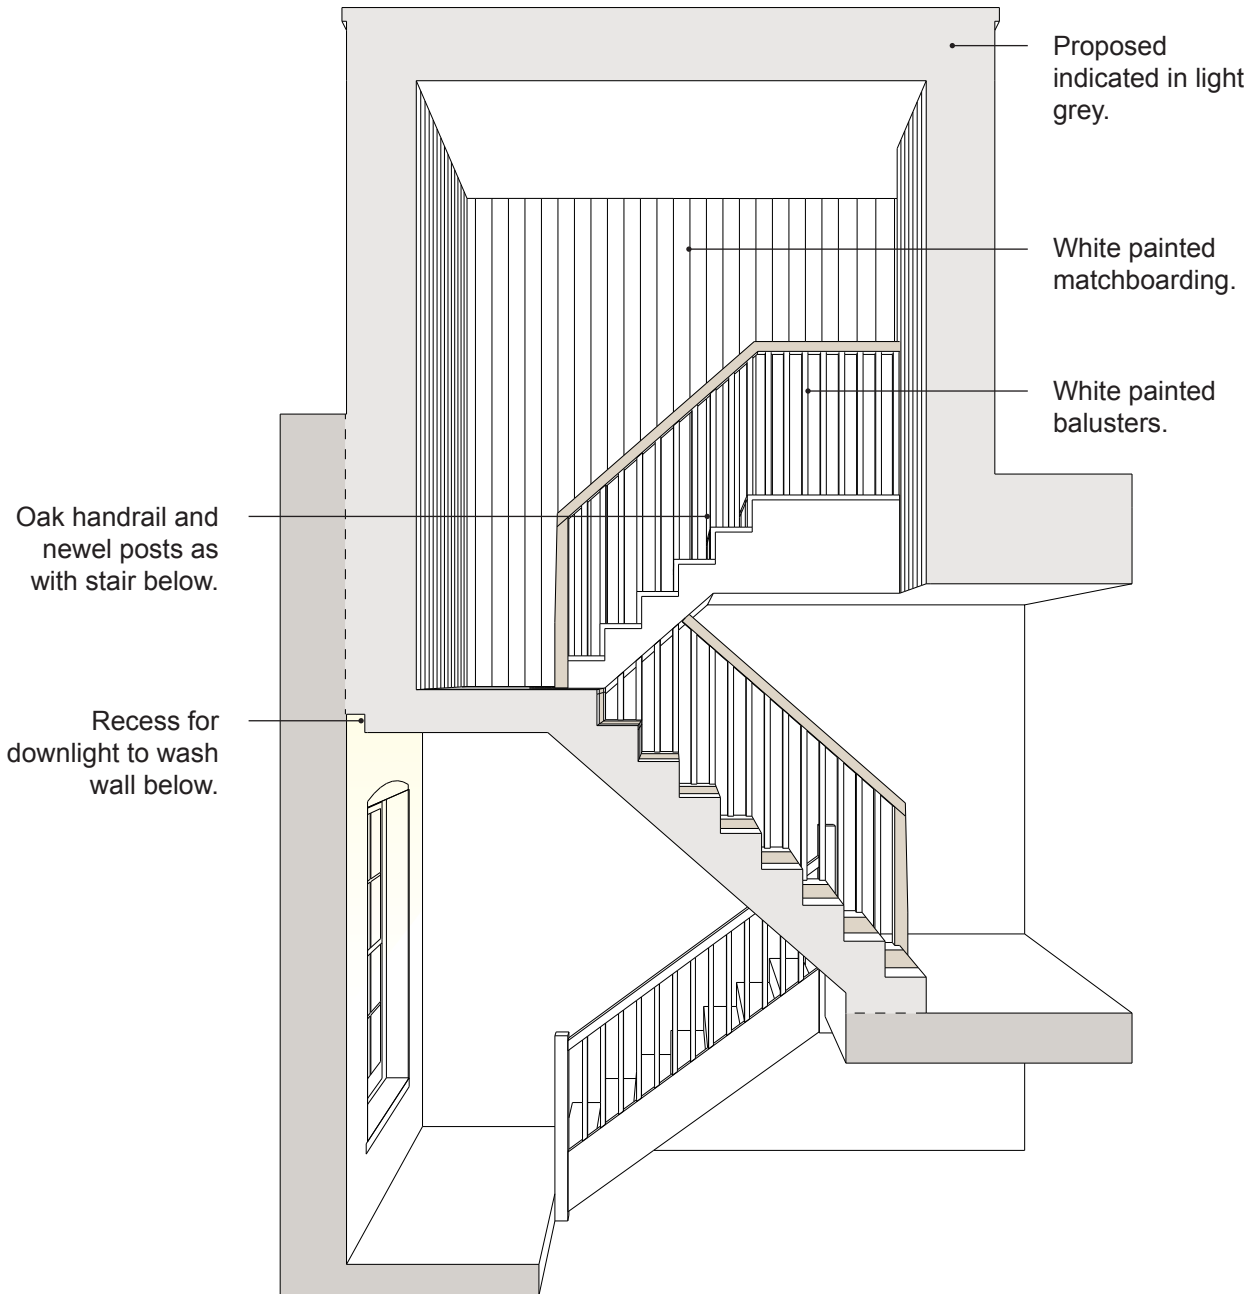 Proposed
indicated in light
grey.
White painted
matchboarding.
White painted
balusters.
Oak handrail and
newel posts as
with stair below.
Recess for
downlight to wash
wall below.